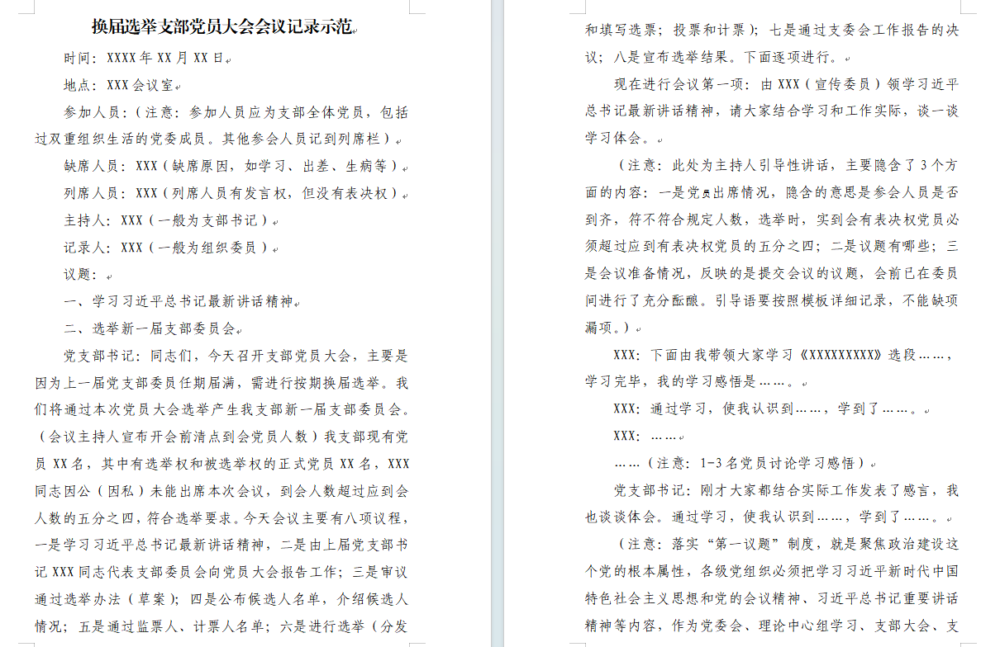 换届选举支部党员大会会议记录示范
时间：XXXX 年 XX 月 XX 日
地点：XXX 会议室
参加人员：（注意：参加人员应为支部全体党员，包括
过双重组织生活的党委成员。其他参会人员记到列席栏）
缺席人员：XXX（缺席原因，如学习、出差、生病等）
列席人员：XXX（列席人员有发言权，但没有表决权）
主持人：XXX（一般为支部书记）
记录人：XXX（一般为组织委员）
议题：
一、学习习近平总书记最新讲话精神
二、选举新一届支部委员会
党支部书记：同志们，今天召开支部党员大会，主要是
因为上一届党支部委员任期届满，需进行按期换届选举。我
们将通过本次党员大会选举产生我支部新一届支部委员会。
（会议主持人宣布开会前清点到会党员人数）我支部现有党
员 XX 名，其中有选举权和被选举权的正式党员 XX 名，XXX
同志因公（因私）未能出席本次会议，到会人数超过应到会
人数的五分之四，符合选举要求。今天会议主要有八项议程，
一是学习习近平总书记最新讲话精神，二是由上届党支部书
记 XXX 同志代表支部委员会向党员大会报告工作；三是审议
通过选举办法（草案）；四是公布候选人名单，介绍候选人
情况；五是通过监票人、计票人名单；六是进行选举（分发
和填写选票；投票和计票）；七是通过支委会工作报告的决
议；八是宣布选举结果。下面逐项进行。
现在进行会议第一项：由 XXX（宣传委员）领学习近平
总书记最新讲话精神，请大家结合学习和工作实际，谈一谈
学习体会。
（注意：此处为主持人引导性讲话，主要隐含了 3 个方
面的内容：一是党员出席情况，隐含的意思是参会人员是否
到齐，符不符合规定人数，选举时，实到会有表决权党员必
须超过应到有表决权党员的五分之四；二是议题有哪些；三
是会议准备情况，反映的是提交会议的议题，会前已在委员
间进行了充分酝酿。引导语要按照模板详细记录，不能缺项
漏项。）
XXX：下面由我带领大家学习《XXXXXXXXX》选段……，
学习完毕，我的学习感悟是……。
XXX：通过学习，使我认识到……，学到了……。
XXX：……
……（注意：1-3 名党员讨论学习感悟）
党支部书记：刚才大家都结合实际工作发表了感言，我
也谈谈体会。通过学习，使我认识到……，学到了……。
（注意：落实“第一议题”制度，就是聚焦政治建设这
个党的根本属性，各级党组织必须把学习习近平新时代中国
特色社会主义思想和党的会议精神、习近平总书记重要讲话
精神等内容，作为党委会、理论中心组学习、支部大会、支